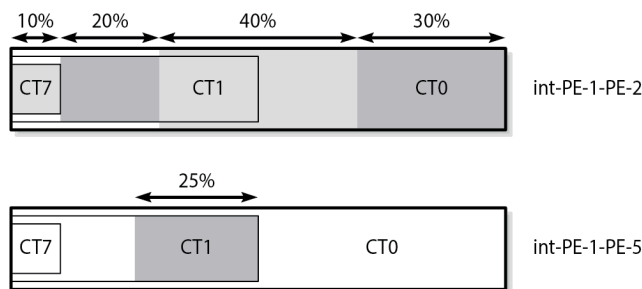 10% 20% 40% 30%
CT7 CT1 CT0 int-PE-1-PE-2
25%
CT7 CT1 CT0 int-PE-1-PE-5